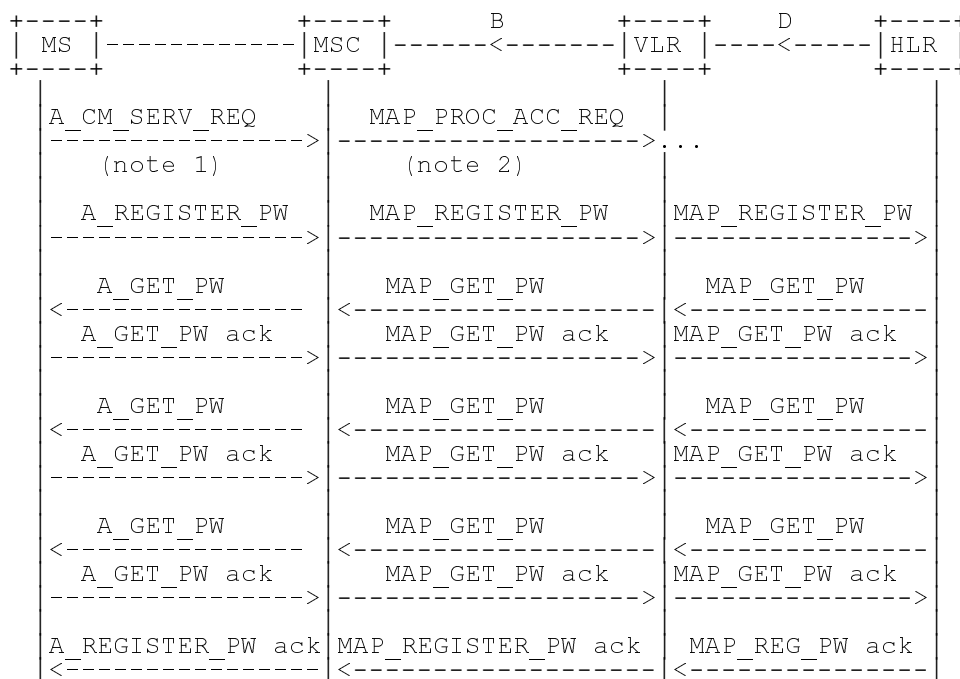 B D
MS MSC VLR HLR
A_CM_SERV_REQ MAP_PROC_ACC_REQ
...
(note 1) (note 2)
A_REGISTER_PW MAP_REGISTER_PW MAP_REGISTER_PW
A_GET_PW MAP_GET_PW MAP_GET_PW
A_GET_PW ack MAP_GET_PW ack MAP_GET_PW ack
A_GET_PW MAP_GET_PW MAP_GET_PW
A_GET_PW ack MAP_GET_PW ack MAP_GET_PW ack
A_GET_PW MAP_GET_PW MAP_GET_PW
A_GET_PW ack MAP_GET_PW ack MAP_GET_PW ack
A_REGISTER_PW ack MAP_REGISTER_PW ack MAP_REG_PW ack